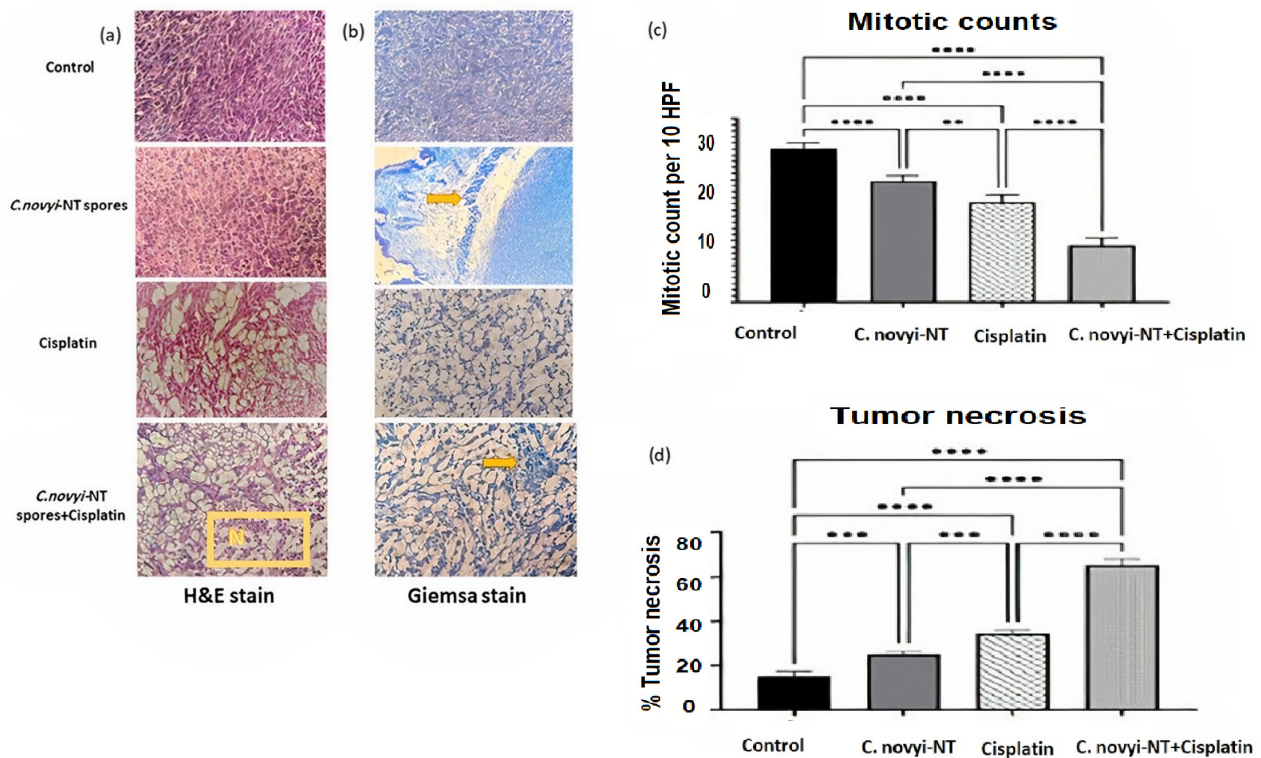 (a)
(b)
Control
C.novyi-NT spores
Cisplatin
C.novyi-NT
spores+Cisplatin
N
H&E stain
Giemsa stain
(c)
Mitotic counts
Mitotic count per 10 HPF
30
20
10
0
****
****
****
****
**
****
Control
C. novyi-NT
Cisplatin
C. novyi-NT+Cisplatin
(d)
Tumor necrosis
% Tumor necrosis
80
60
40
20
0
****
****
****
***
***
****
Control
C. novyi-NT
Cisplatin
C. novyi-NT+Cisplatin